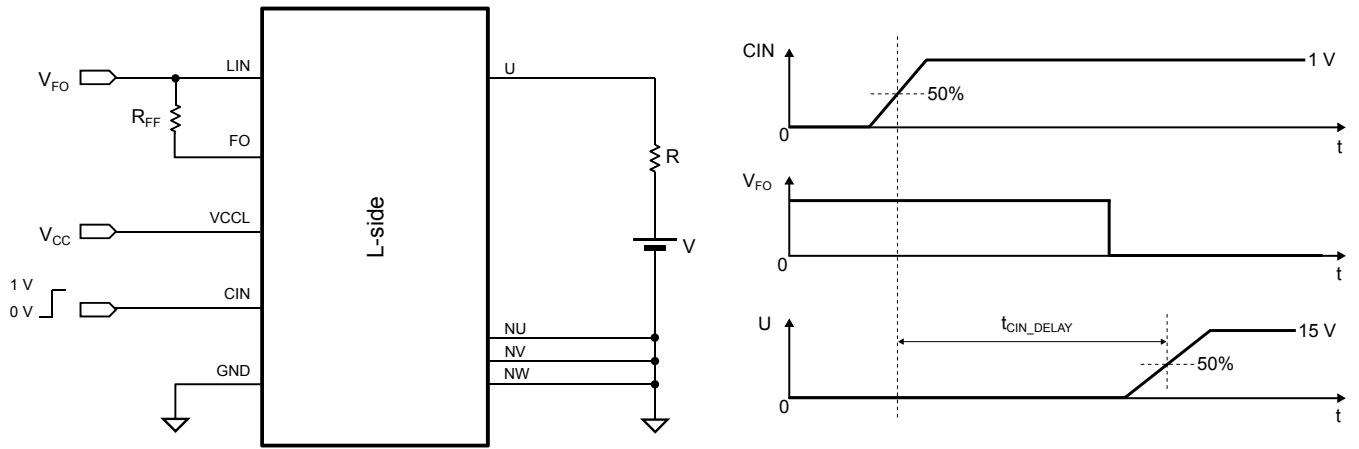 V_FO
LIN
R_FF
FO
V_CC
VCCL
1 V
0 V
CIN
GND
L-side
U
R
V
NU
NV
NW
CIN
50%
1 V
0
t
V_FO
0
t
U
t_CIN_DELAY
15 V
50%
0
t